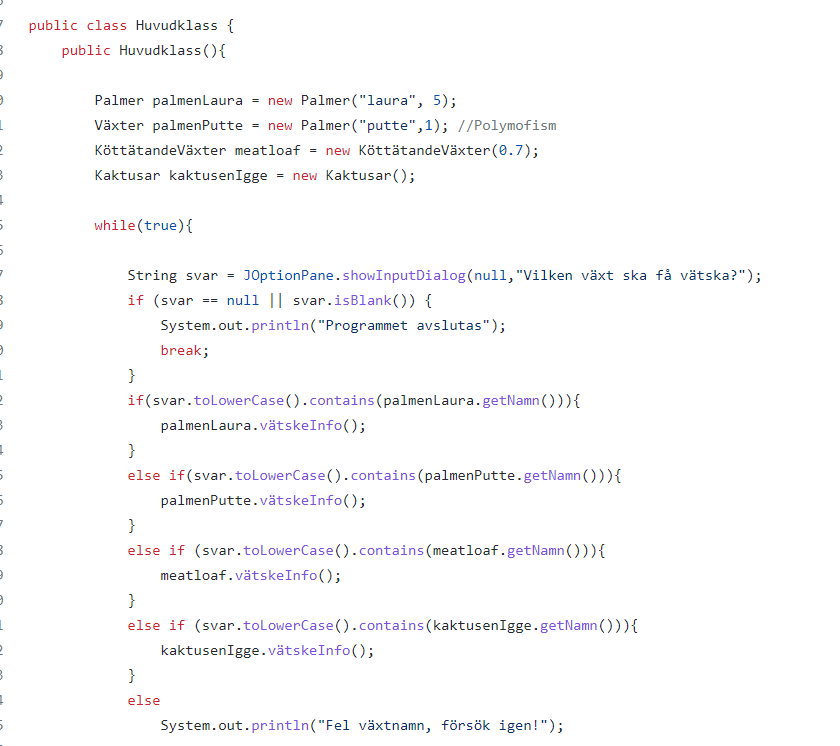 public class Huvudklass {
public Huvudklass(){
Palmer palmenLaura = new Palmer("laura", 5);
Växter palmenPutte = new Palmer("putte",1); //Polymofism
KöttätandeVäxter meatloaf = new KöttätandeVäxter(0.7);
Kaktusar kaktusenIgge = new Kaktusar();
while(true){
String svar = JOptionPane.showInputDialog(null,"Vilken växt ska få vätska?");
if (svar == null || svar.isBlank()) {
System.out.println("Programmet avslutas");
break;
}
if(svar.toLowerCase().contains(palmenLaura.getNamn())){
palmenLaura.vätskeInfo();
}
else if(svar.toLowerCase().contains(palmenPutte.getNamn())){
palmenPutte.vätskeInfo();
}
else if (svar.toLowerCase().contains(meatloaf.getNamn())){
meatloaf.vätskeInfo();
}
else if (svar.toLowerCase().contains(kaktusenIgge.getNamn())){
kaktusenIgge.vätskeInfo();
}
else
System.out.println("Fel växtnamn, försök igen!");